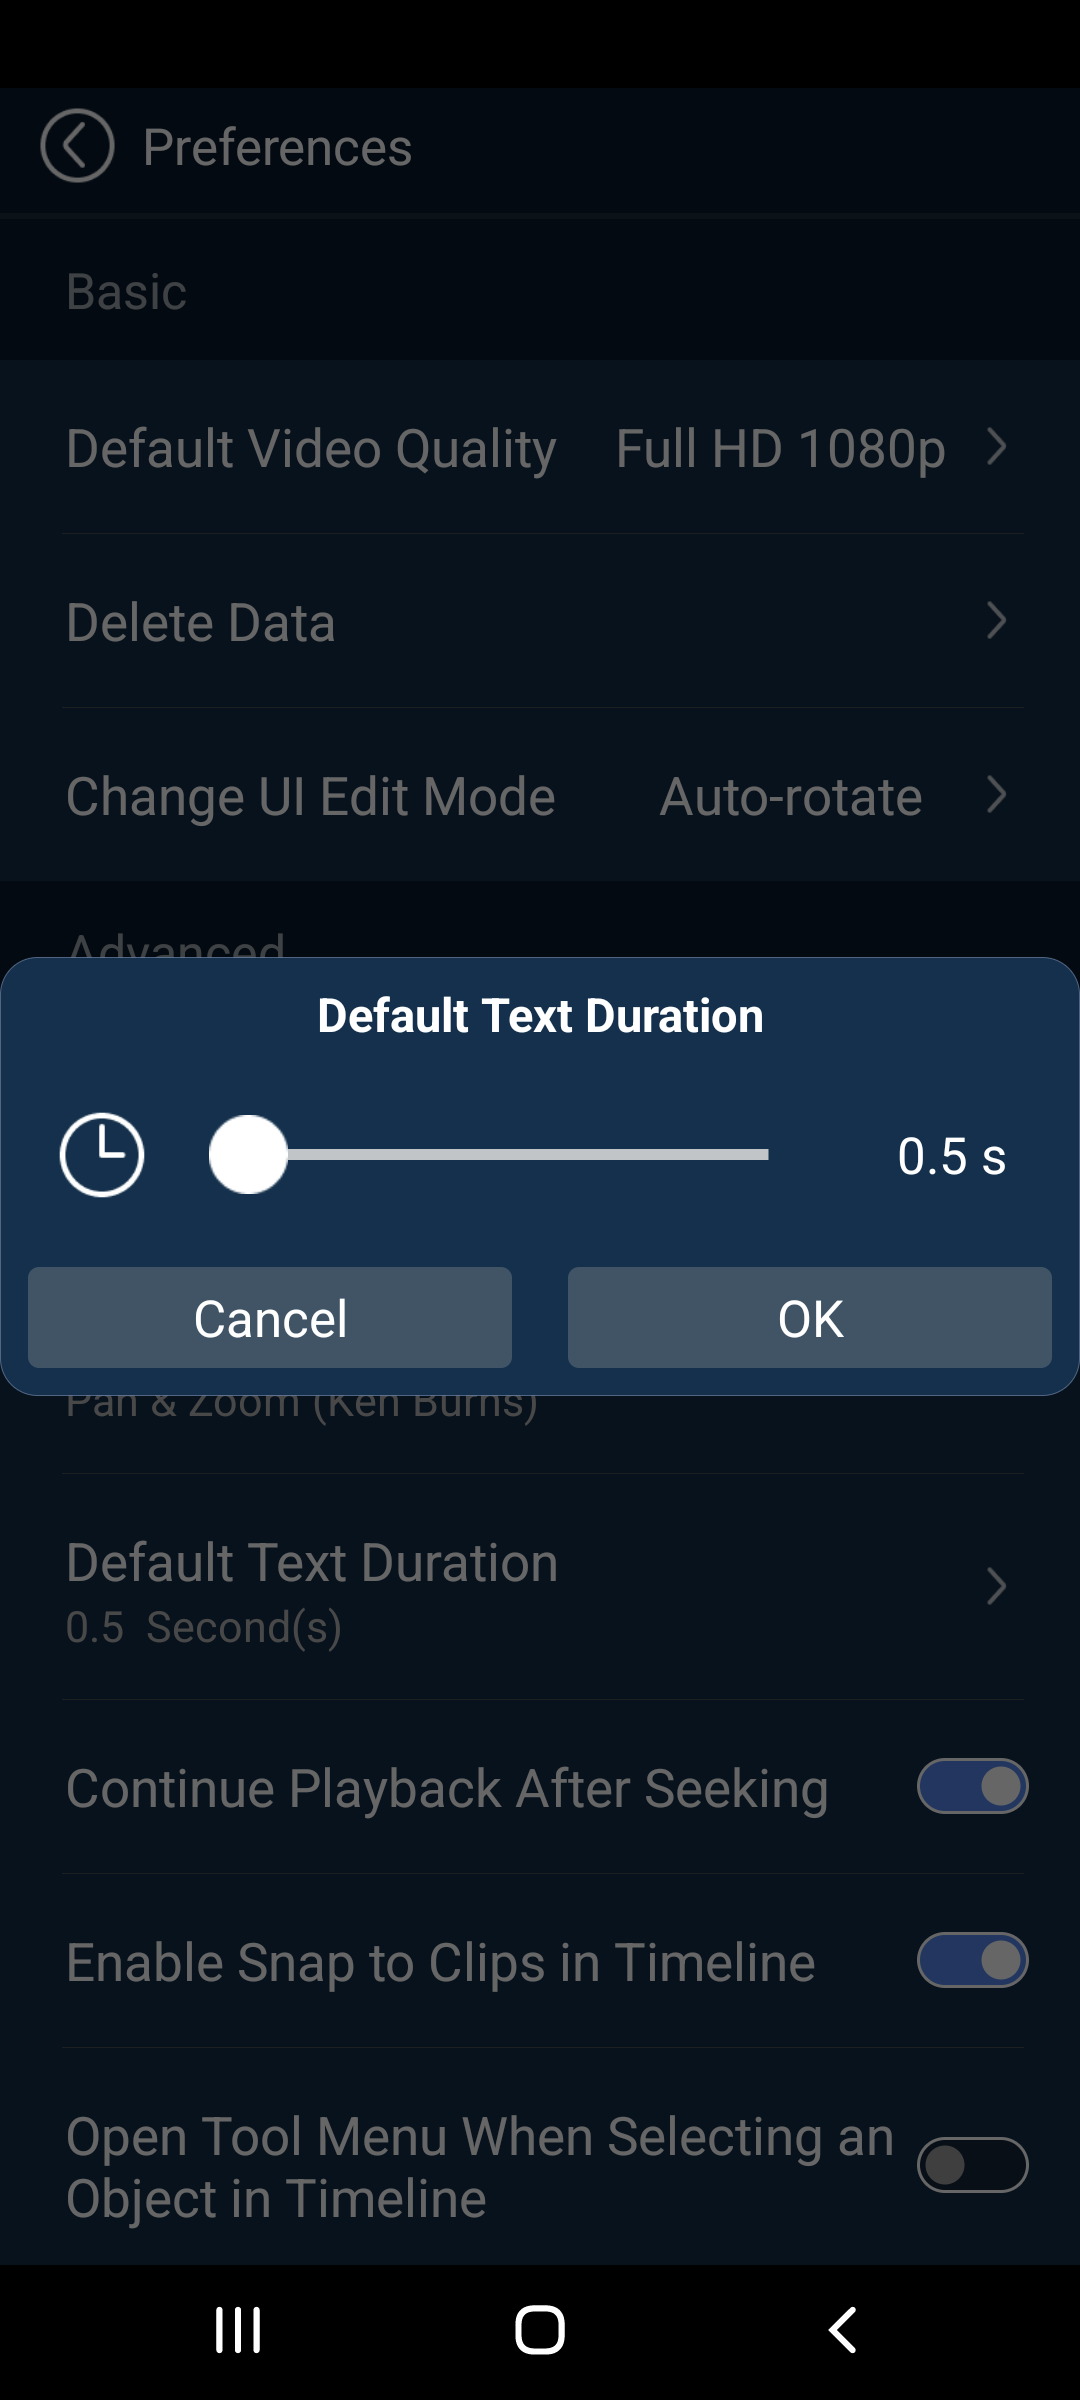 Preferences
Basic
Default Video Quality Full HD 1080p
Delete Data
Change UI Edit Mode Auto-rotate
Advanced
Default Text Duration
0.5 s
Cancel OK
Pan & Zoom (Ken Burns)
Default Text Duration
0.5 Second(s)
Continue Playback After Seeking
Enable Snap to Clips in Timeline
Open Tool Menu When Selecting an
Object in Timeline